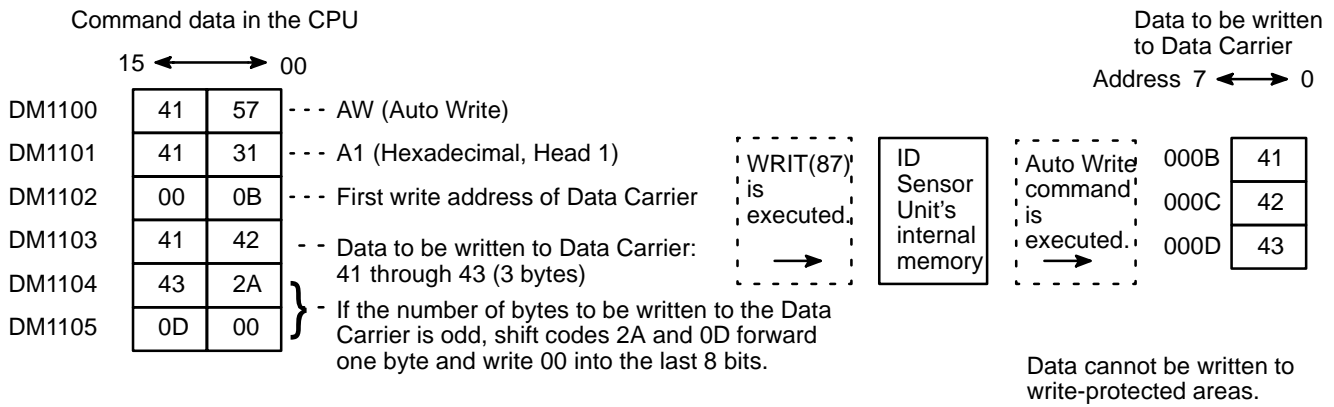 Command data in the CPU
Data to be written
to Data Carrier
15 00
Address 7 0
DM1100 41 57 - - - AW (Auto Write)
DM1101 41 31 - - - A1 (Hexadecimal, Head 1)
DM1102 00 0B - - - First write address of Data Carrier
DM1103 41 42 - - Data to be written to Data Carrier:
41 through 43 (3 bytes)
DM1104 43 2A
DM1105 0D 00
} - If the number of bytes to be written to the Data
Carrier is odd, shift codes 2A and 0D forward
one byte and write 00 into the last 8 bits.
WRIT(87)
is
executed.
ID
Sensor
Unit's
internal
memory
Auto Write
command
is
executed.
000B 41
000C 42
000D 43
Data cannot be written to
write-protected areas.